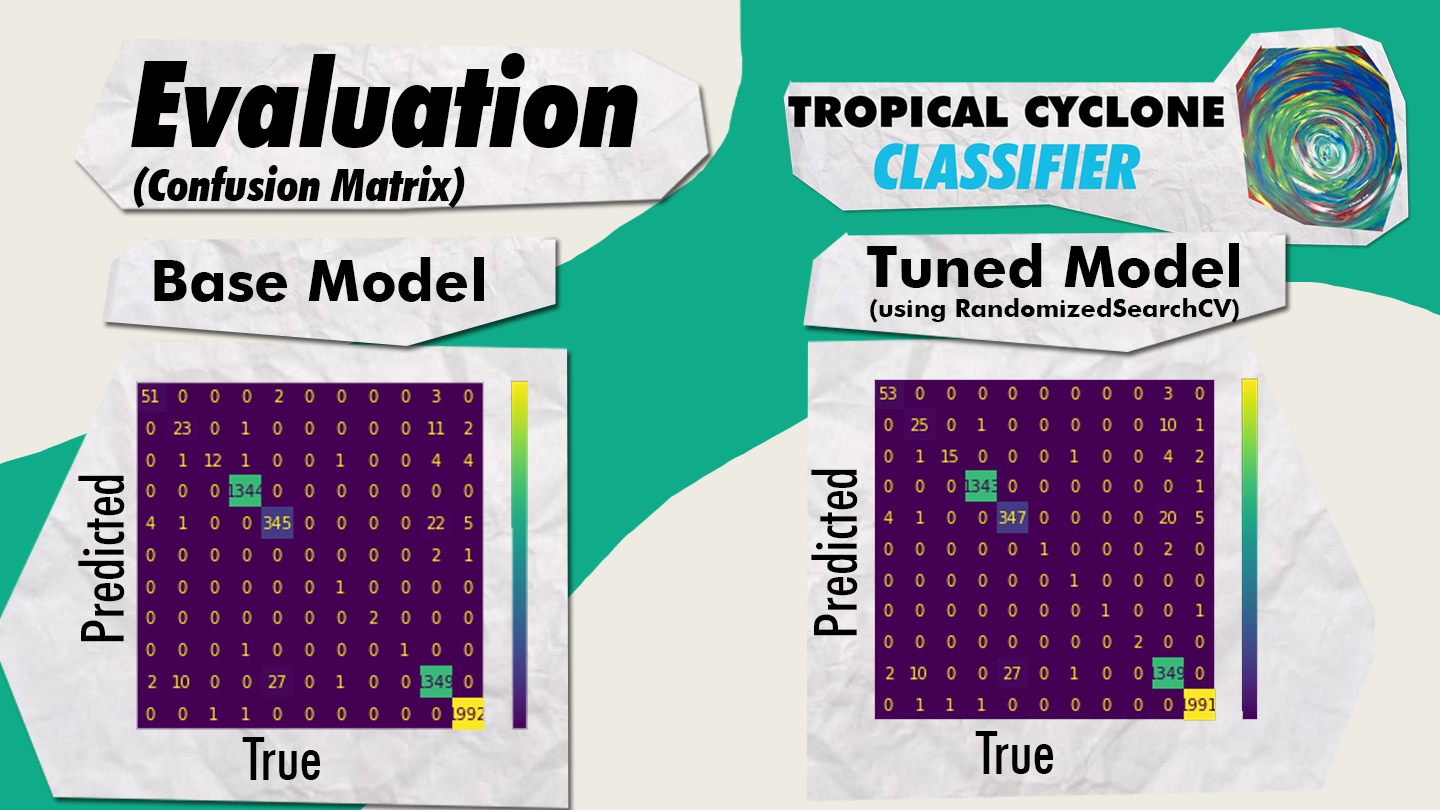 Evaluation
(Confusion Matrix)
TROPICAL CYCLONE
CLASSIFIER
Base Model
Tuned Model
(using RandomizedSearchCV)
Predicted
51 0 0 0 2 0 0 0 0 3 0
0 23 0 1 0 0 0 0 0 11 2
0 1 12 1 0 0 1 0 0 4 4
0 0 0 1344 0 0 0 0 0 0 0
4 1 0 0 345 0 0 0 0 22 5
0 0 0 0 0 0 0 0 0 2 1
0 0 0 0 0 0 1 0 0 0 0
0 0 0 0 0 0 0 2 0 0 0
0 0 0 1 0 0 0 0 1 0 0
2 10 0 0 27 0 1 0 0 1349 0
0 0 1 1 0 0 0 0 0 0 1992
True
Predicted
53 0 0 0 0 0 0 0 0 3 0
0 25 0 1 0 0 0 0 0 10 1
0 1 15 0 0 0 1 0 0 4 2
0 0 0 1343 0 0 0 0 0 0 1
4 1 0 0 347 0 0 0 0 20 5
0 0 0 0 0 1 0 0 0 2 0
0 0 0 0 0 0 1 0 0 0 0
0 0 0 0 0 0 0 1 0 0 1
0 0 0 0 0 0 0 0 2 0 0
2 10 0 0 27 0 1 0 0 1349 0
0 1 1 1 0 0 0 0 0 0 1991
True